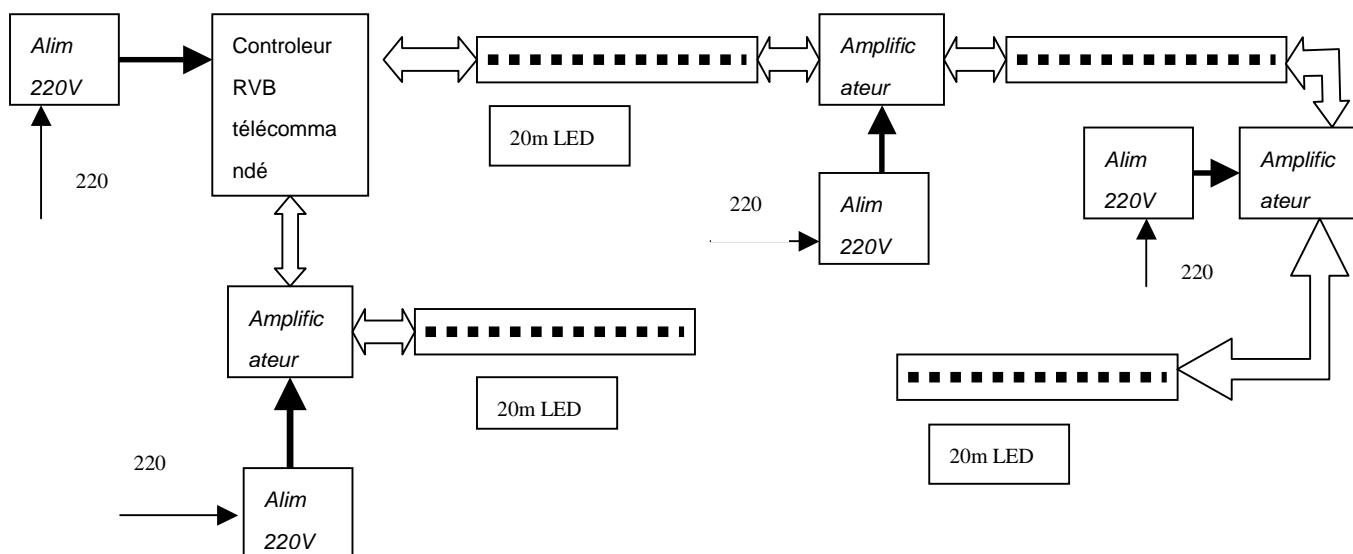 Alim
220V
220
Controleur
RVB
télécomma
ndé
20m LED
Amplific
ateur
220
Alim
220V
Alim
220V
220
Amplific
ateur
Amplific
ateur
20m LED
220
Alim
220V
20m LED